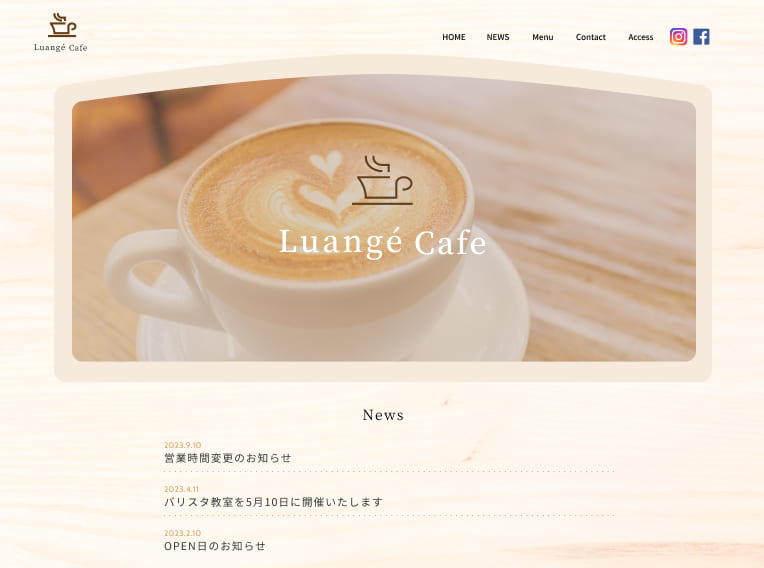 Luangé Cafe
HOME NEWS Menu Contact Access
Luangé Cafe
News
2023.9.10
営業時間変更のお知らせ
2023.4.11
バリスタ教室を5月10日に開催いたします
2023.2.10
OPEN日のお知らせ